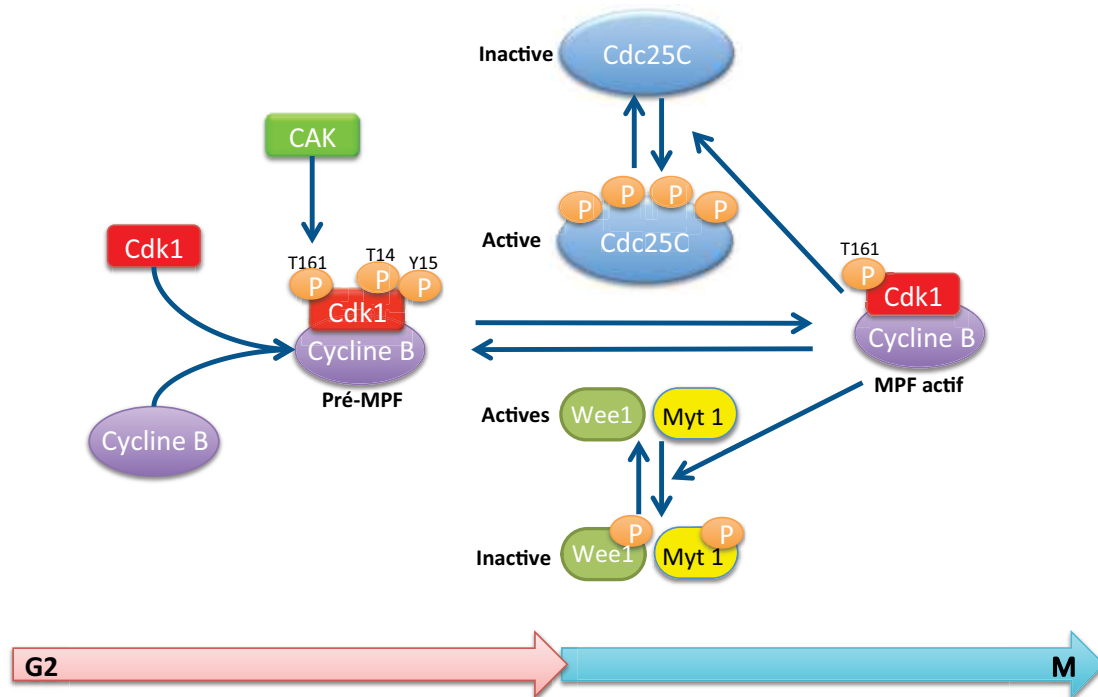 Inactive
Cdc25C
CAK
P P P P
Active
Cdc25C
Cdk1
T161
T14
Y15
P
P
P
Cdk1
Cycline B
Pré-MPF
T161
P
Cdk1
Cycline B
MPF actif
Cycline B
Actives
Wee1
Myt 1
P
P
Inactive
Wee1
Myt 1
G2
M